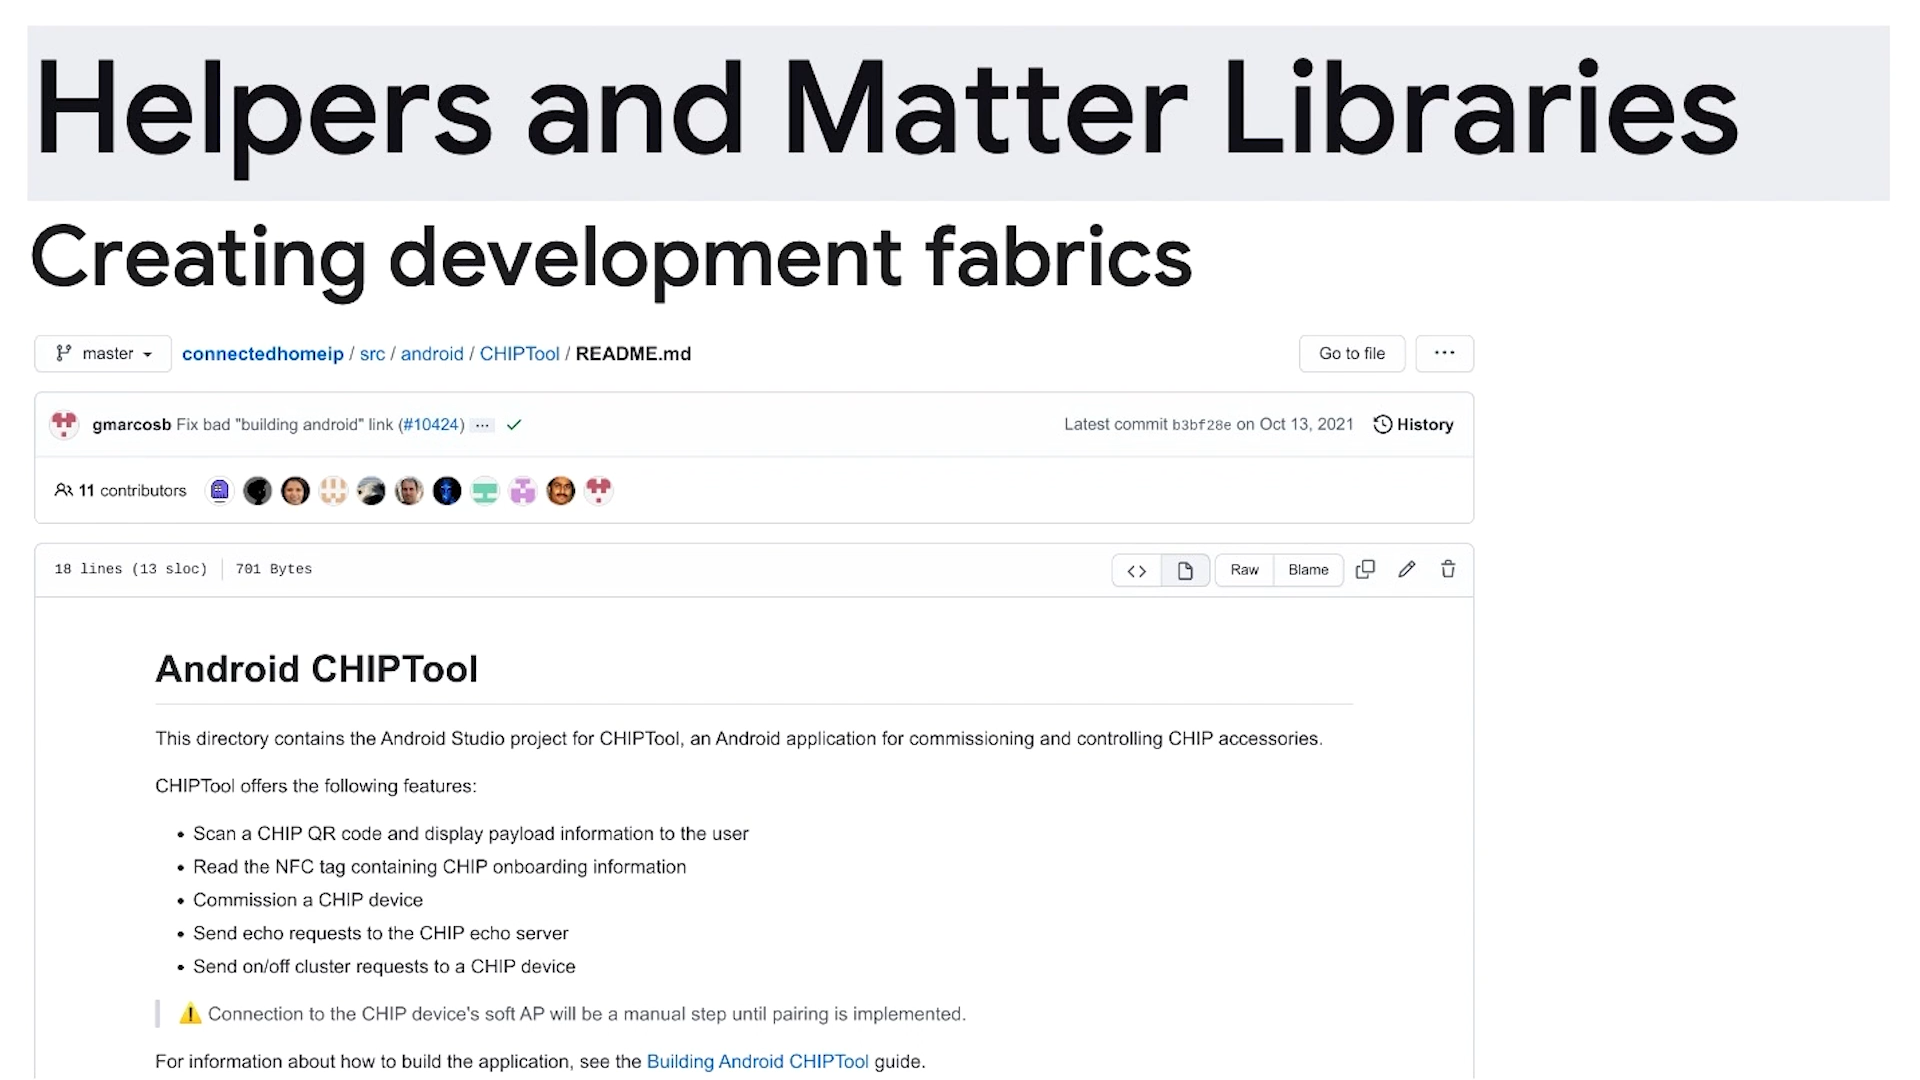 Helpers and Matter Libraries
Creating development fabrics
master connectedhomeip / src / android / CHIPTool / README.md Go to file ...
gmarcosb Fix bad "building android" link (#10424) ... Latest commit b3bf28e on Oct 13, 2021 History
11 contributors
18 lines (13 sloc) 701 Bytes <> Raw Blame
Android CHIPTool
This directory contains the Android Studio project for CHIPTool, an Android application for commissioning and controlling CHIP accessories.
CHIPTool offers the following features:
• Scan a CHIP QR code and display payload information to the user
• Read the NFC tag containing CHIP onboarding information
• Commission a CHIP device
• Send echo requests to the CHIP echo server
• Send on/off cluster requests to a CHIP device
⚠️ Connection to the CHIP device's soft AP will be a manual step until pairing is implemented.
For information about how to build the application, see the Building Android CHIPTool guide.